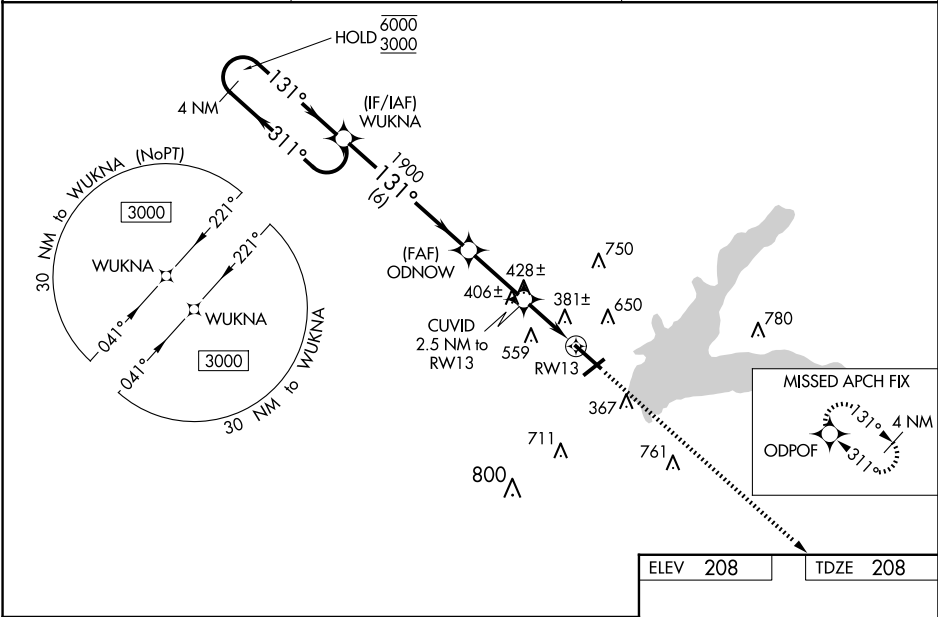 HOLD 6000
3000
131°
4 NM
311°
(IF/IAF)
WUKNA
1900
131°
(6)
30 NM to WUKNA (NoPT)
3000
221°
WUKNA
041°
221°
WUKNA
3000
041°
30 NM to WUKNA
(FAF)
ODNOW
750
428±
406±
381±
650
CUVID
2.5 NM to
RW13
559
780
RW13
367
711
761
800
MISSED APCH FIX
131°
4 NM
ODPOF
311°
ELEV 208
TDZE 208